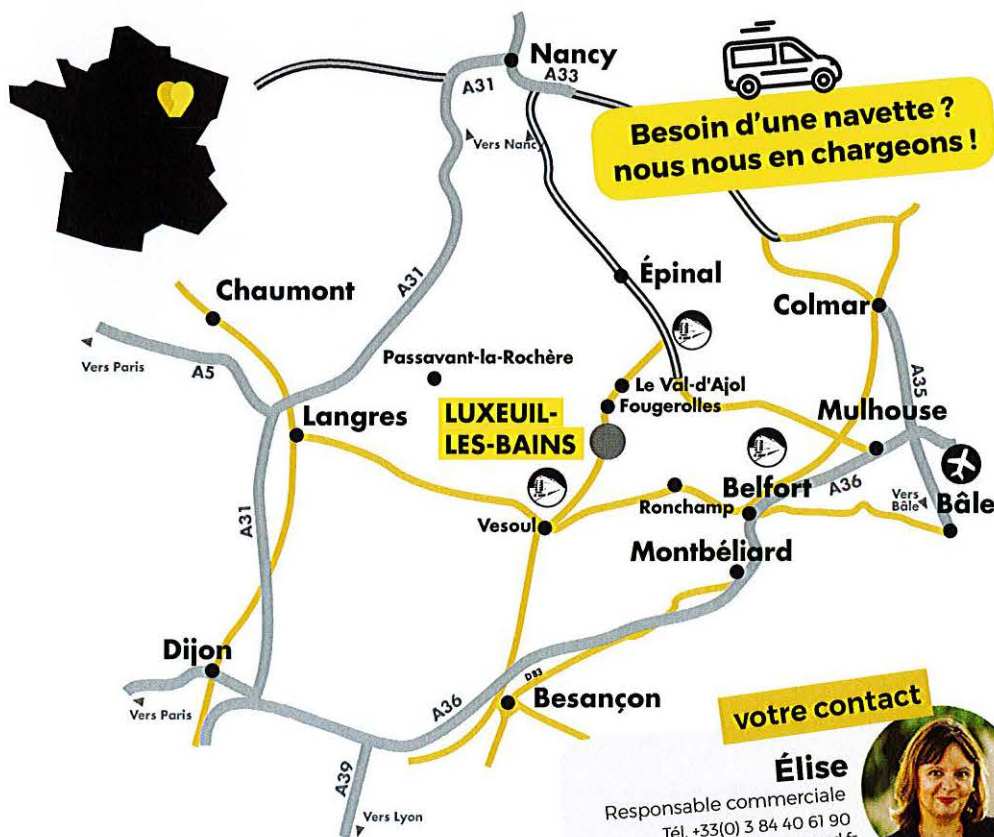 Nancy
A31
A33
Vers Nancy
Besoin d'une navette ?
nous nous en chargeons !
A31
Épinal
Chaumont
Colmar
Vers Paris
A5
Passavant-la-Rochère
Le Val-d'Ajol
Fougerolles
A35
Langres
LUXEUIL-
LES-BAINS
Mulhouse
A36
Belfort
Ronchamp
Vers
Bâle
Bâle
Vesoul
A31
Montbéliard
Dijon
Vers Paris
A36
D83
Besançon
A39
Vers Lyon
votre contact
Élise
Responsable commerciale
Tél. +33(0) 3 84 40 61 90